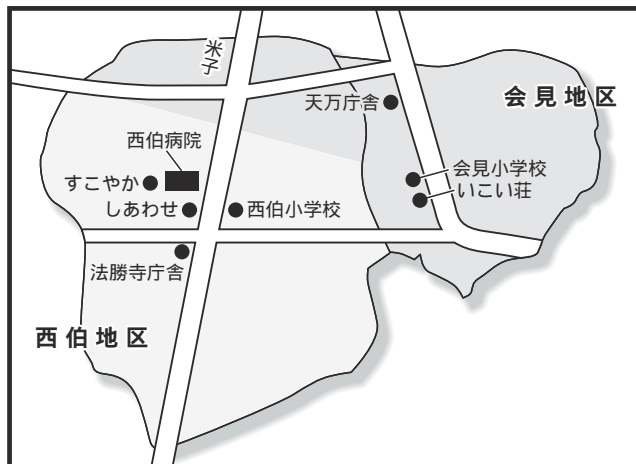 米子
天万庁舎
会見地区
西伯病院
すこやか
会見小学校
いこい荘
しあわせ
西伯小学校
法勝寺庁舎
西伯地区